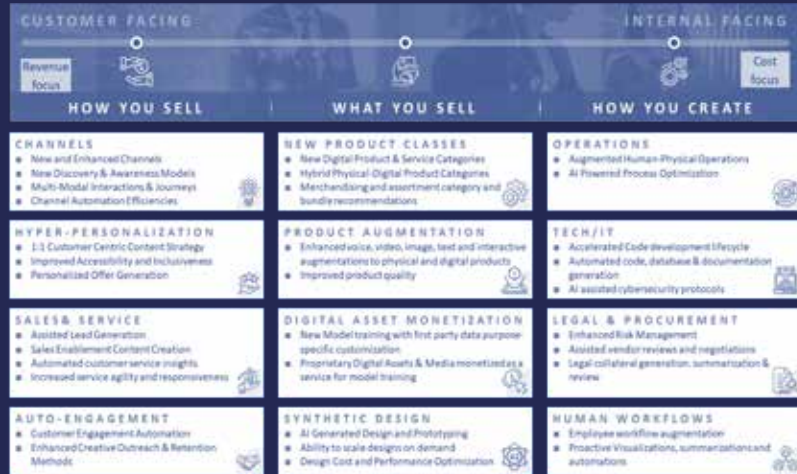 CUSTOMER FACING
INTERNAL FACING
Revenue
focus
Cost
focus
HOW YOU SELL
WHAT YOU SELL
HOW YOU CREATE
CHANNELS
New and Enhanced Channels
New Discovery & Awareness Models
Multi-Modal Interactions & Journeys
Channel Automation Efficiencies
NEW PRODUCT CLASSES
New Digital Product & Service Categories
Hybrid Physical-Digital Product Categories
Merchandising and assortment category and
bundle recommendations
OPERATIONS
Augmented Human-Physical Operations
AI Powered Process Optimization
HYPER-PERSONALIZATION
1:1 Customer Centric Content Strategy
Improved Accessibility and Inclusiveness
Personalized Offer Generation
PRODUCT AUGMENTATION
Enhanced voice, video, image, text and interactive
augmentations to physical and digital products
Improved product quality
TECH/IT
Accelerated Code development lifecycle
Automated code, database & documentation
generation
AI assisted cybersecurity protocols
SALES& SERVICE
Assisted Lead Generation
Sales Enablement Content Creation
Automated customer service insights
Increased service agility and responsiveness
DIGITAL ASSET MONETIZATION
New Model training with first party data purpose-
specific customization
Proprietary Digital Assets & Media monetized as a
service for model training
LEGAL & PROCUREMENT
Enhanced Risk Management
Assisted vendor reviews and negotiations
Legal collateral generation, summarization &
review
AUTO-ENGAGEMENT
Customer Engagement Automation
Enhanced Creative Outreach & Retention
Methods
SYNTHETIC DESIGN
AI Generated Design and Prototyping
Ability to scale designs on demand
Design Cost and Performance Optimization
HUMAN WORKFLOWS
Employee workflow augmentation
Proactive Visualizations, summarizations and
automations